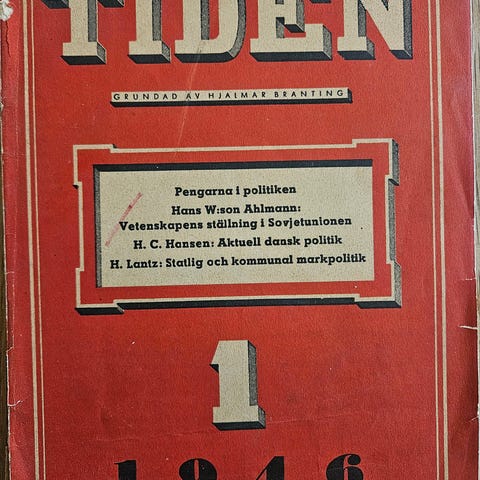 TIDEN
GRUNDAD AV HJALMAR BRANTING
Pengarna i politiken
Hans W:son Ahlmann:
Vetenskapens ställning i Sovjetunionen
H. C. Hansen: Aktuell dansk politik
H. Lantz: Statlig och kommunal markpolitik
1
1946